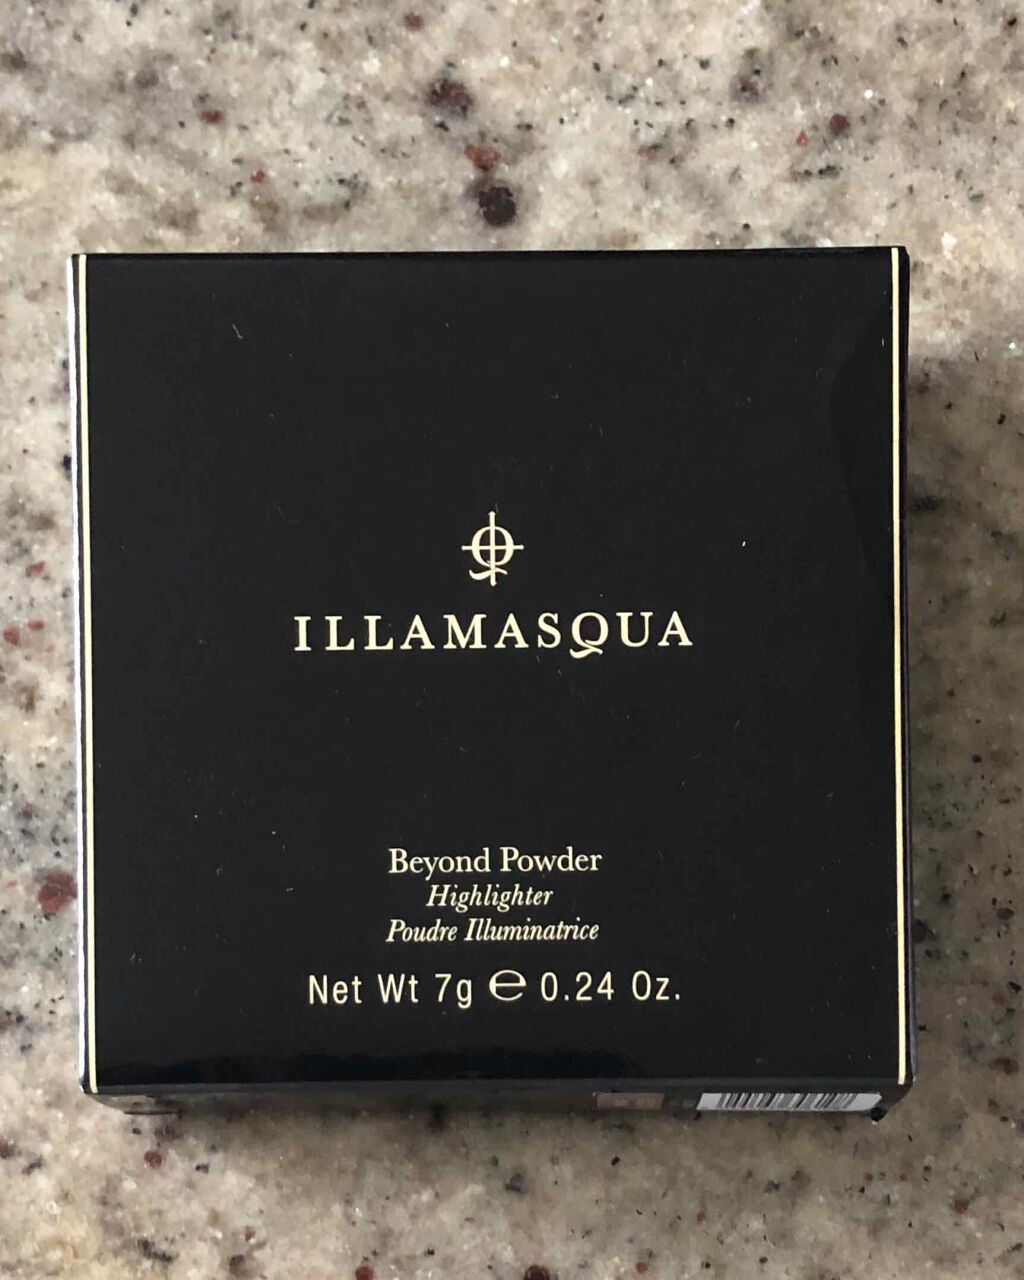 ILLAMASQUA
Beyond Powder
Highlighter
Poudre Illuminatrice
Net Wt 7g ℮ 0.24 Oz.